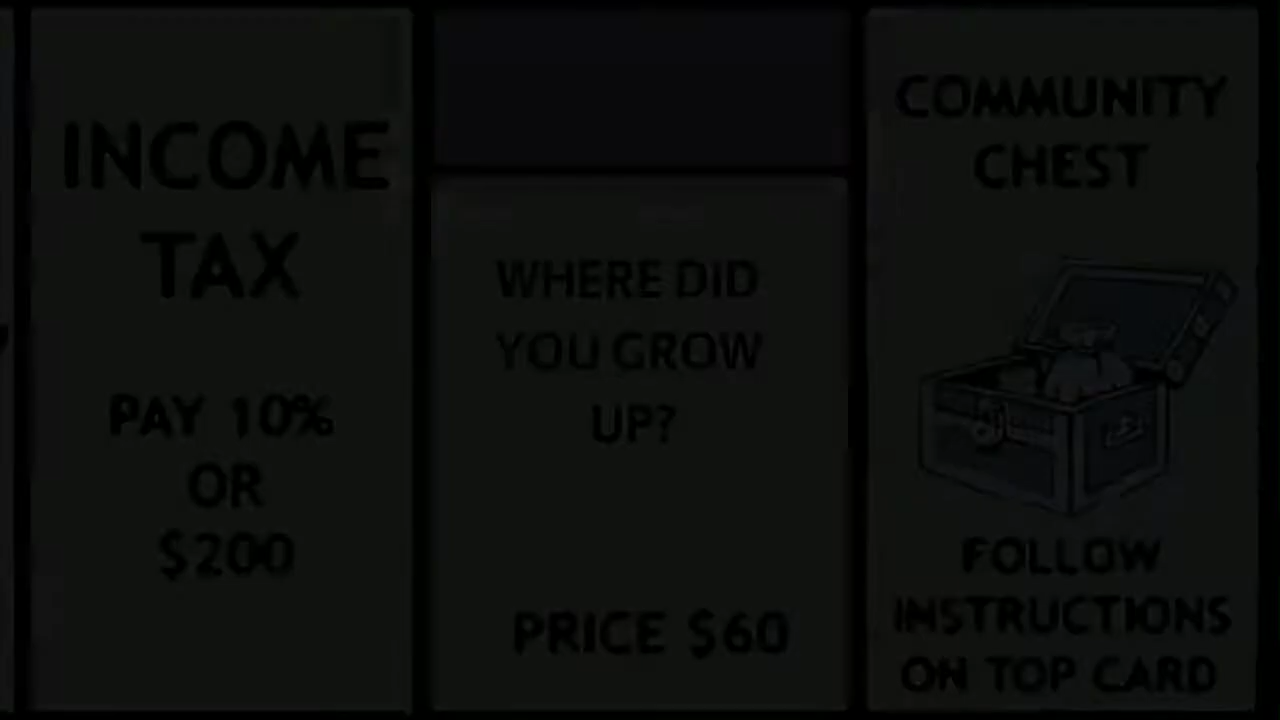 INCOME
TAX
PAY 10%
OR
$200
WHERE DID
YOU GROW
UP?
PRICE $60
COMMUNITY
CHEST
FOLLOW
INSTRUCTIONS
ON TOP CARD